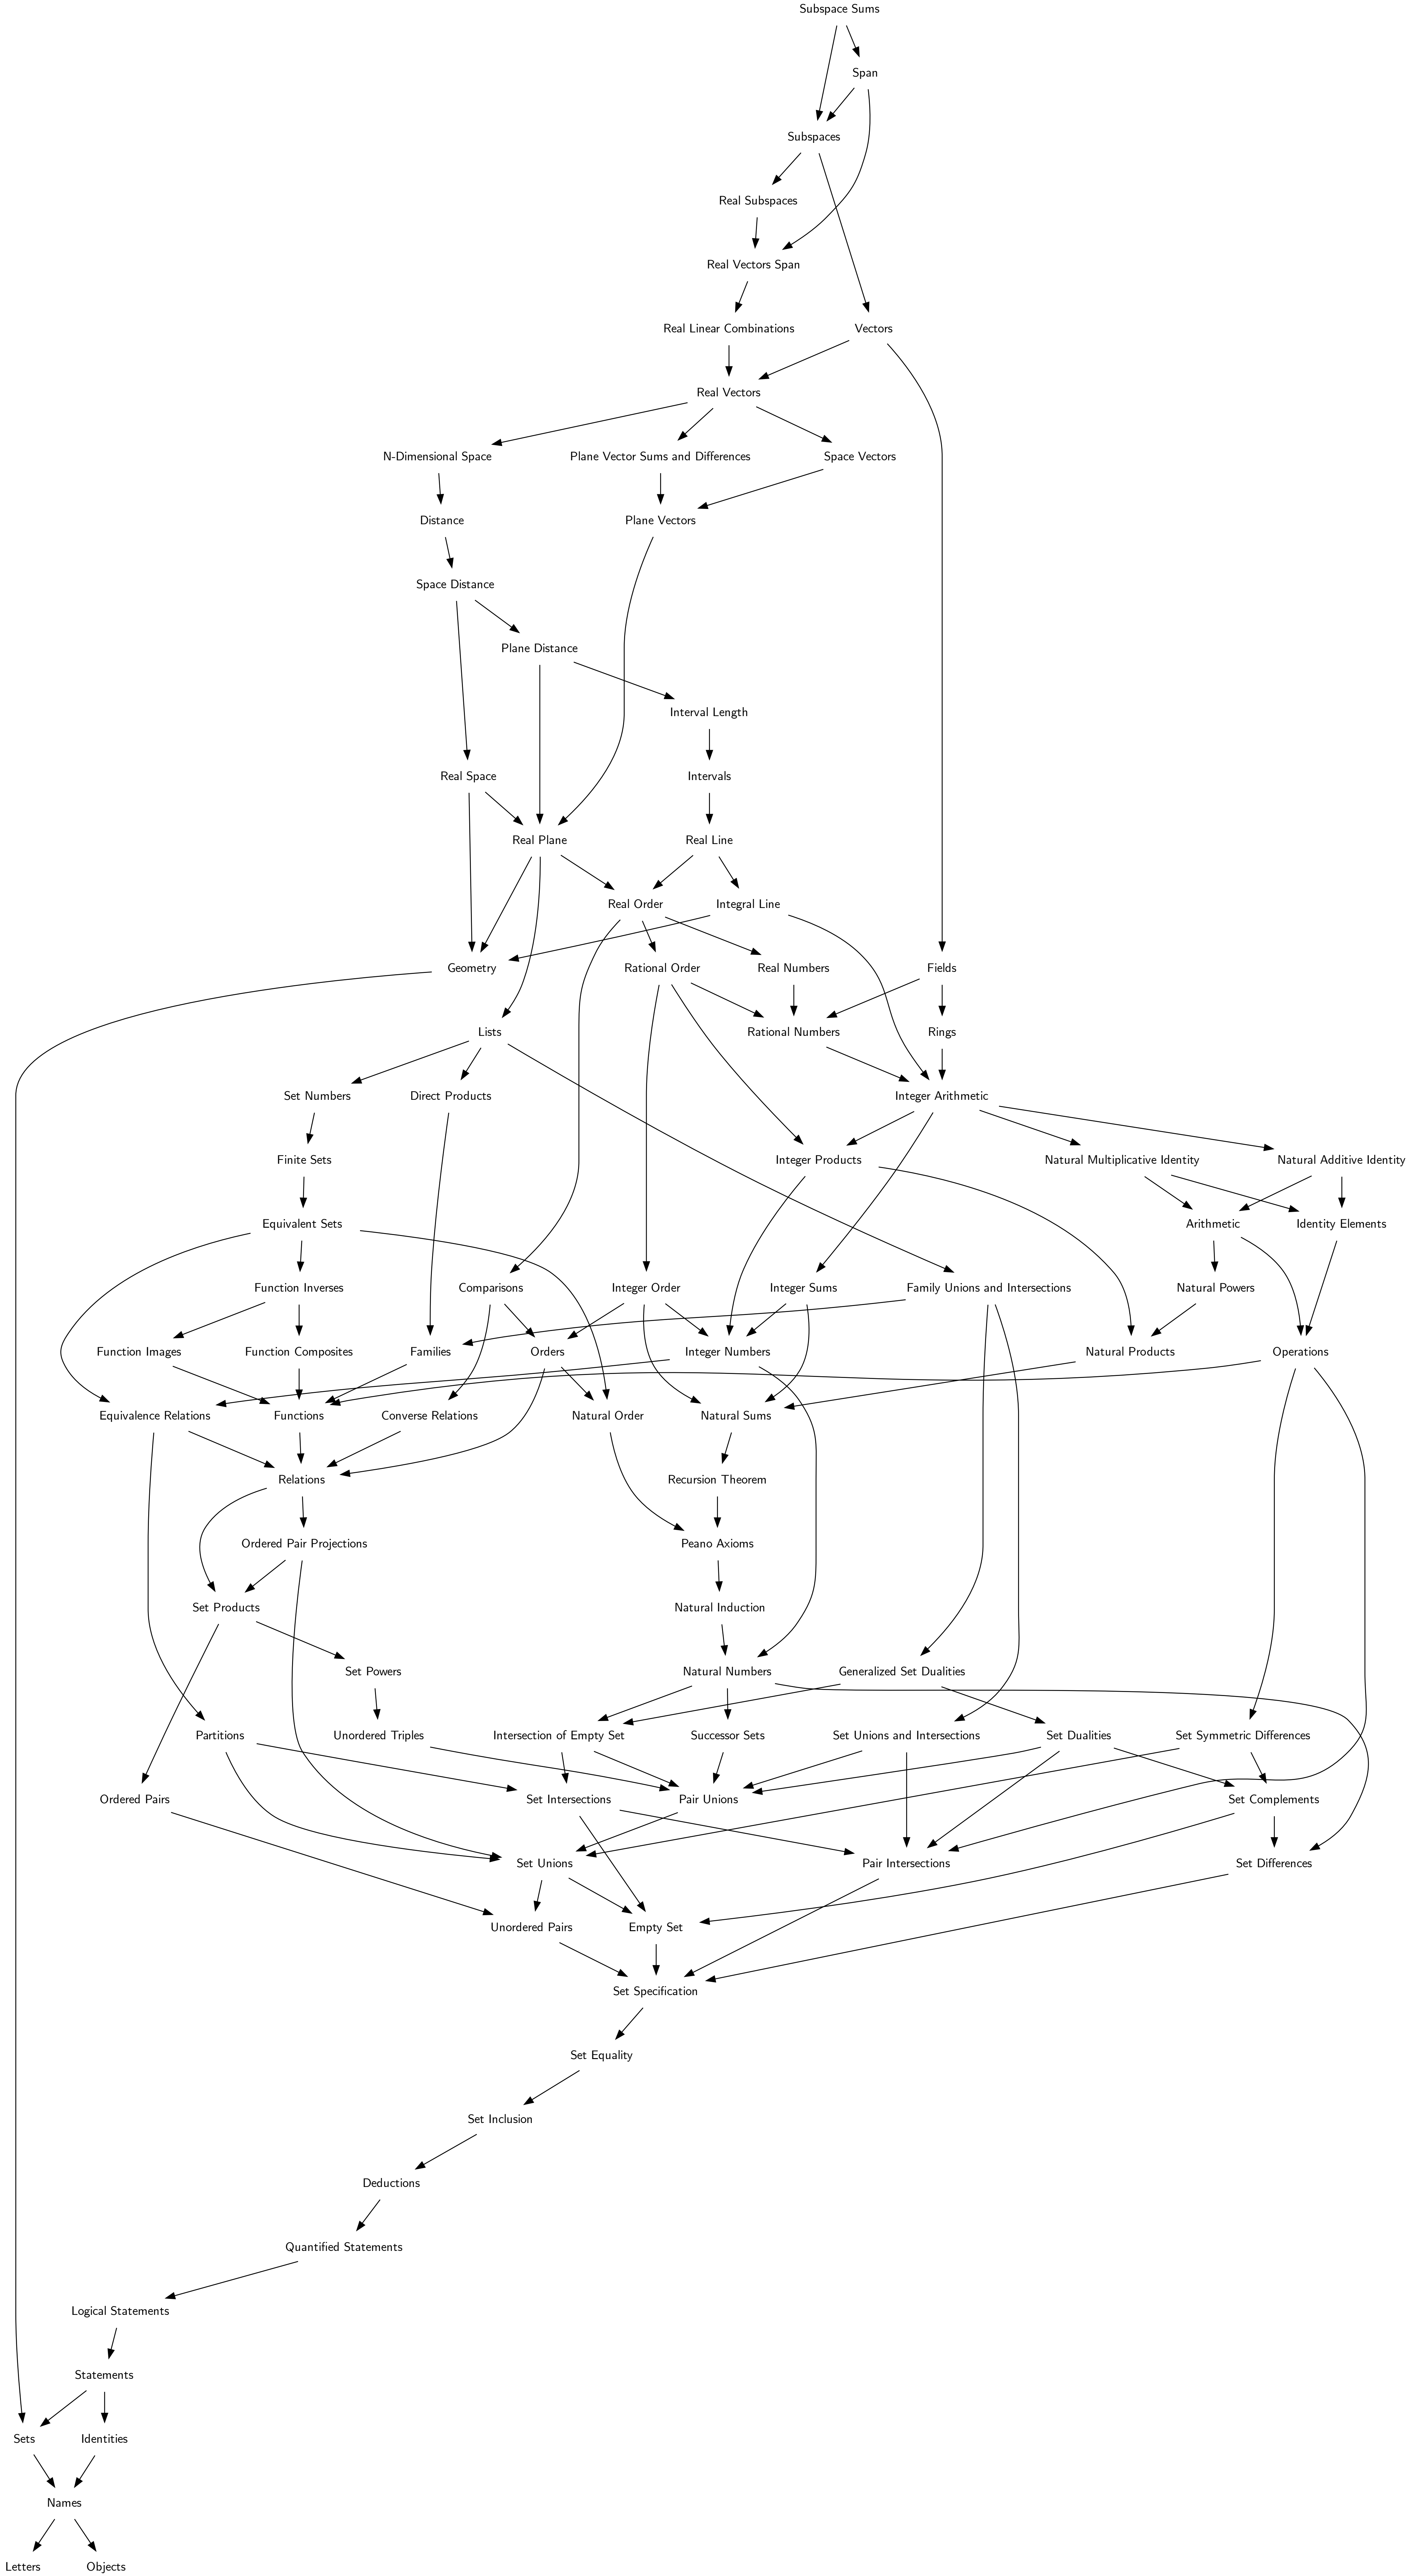 Subspace Sums
Span
Subspaces
Real Subspaces
Real Vectors Span
Real Linear Combinations
Vectors
Real Vectors
N-Dimensional Space
Plane Vector Sums and Differences
Space Vectors
Distance
Plane Vectors
Space Distance
Plane Distance
Interval Length
Real Space
Intervals
Real Plane
Real Line
Real Order
Integral Line
Geometry
Rational Order
Real Numbers
Fields
Lists
Rational Numbers
Rings
Set Numbers
Direct Products
Integer Arithmetic
Finite Sets
Integer Products
Natural Multiplicative Identity
Natural Additive Identity
Equivalent Sets
Arithmetic
Identity Elements
Function Inverses
Comparisons
Integer Order
Integer Sums
Family Unions and Intersections
Natural Powers
Function Images
Function Composites
Families
Orders
Integer Numbers
Natural Products
Operations
Equivalence Relations
Functions
Converse Relations
Natural Order
Natural Sums
Relations
Recursion Theorem
Ordered Pair Projections
Peano Axioms
Set Products
Natural Induction
Set Powers
Natural Numbers
Generalized Set Dualities
Partitions
Unordered Triples
Intersection of Empty Set
Successor Sets
Set Unions and Intersections
Set Dualities
Set Symmetric Differences
Ordered Pairs
Set Intersections
Pair Unions
Set Complements
Set Unions
Pair Intersections
Set Differences
Unordered Pairs
Empty Set
Set Specification
Set Equality
Set Inclusion
Deductions
Quantified Statements
Logical Statements
Statements
Sets
Identities
Names
Letters
Objects